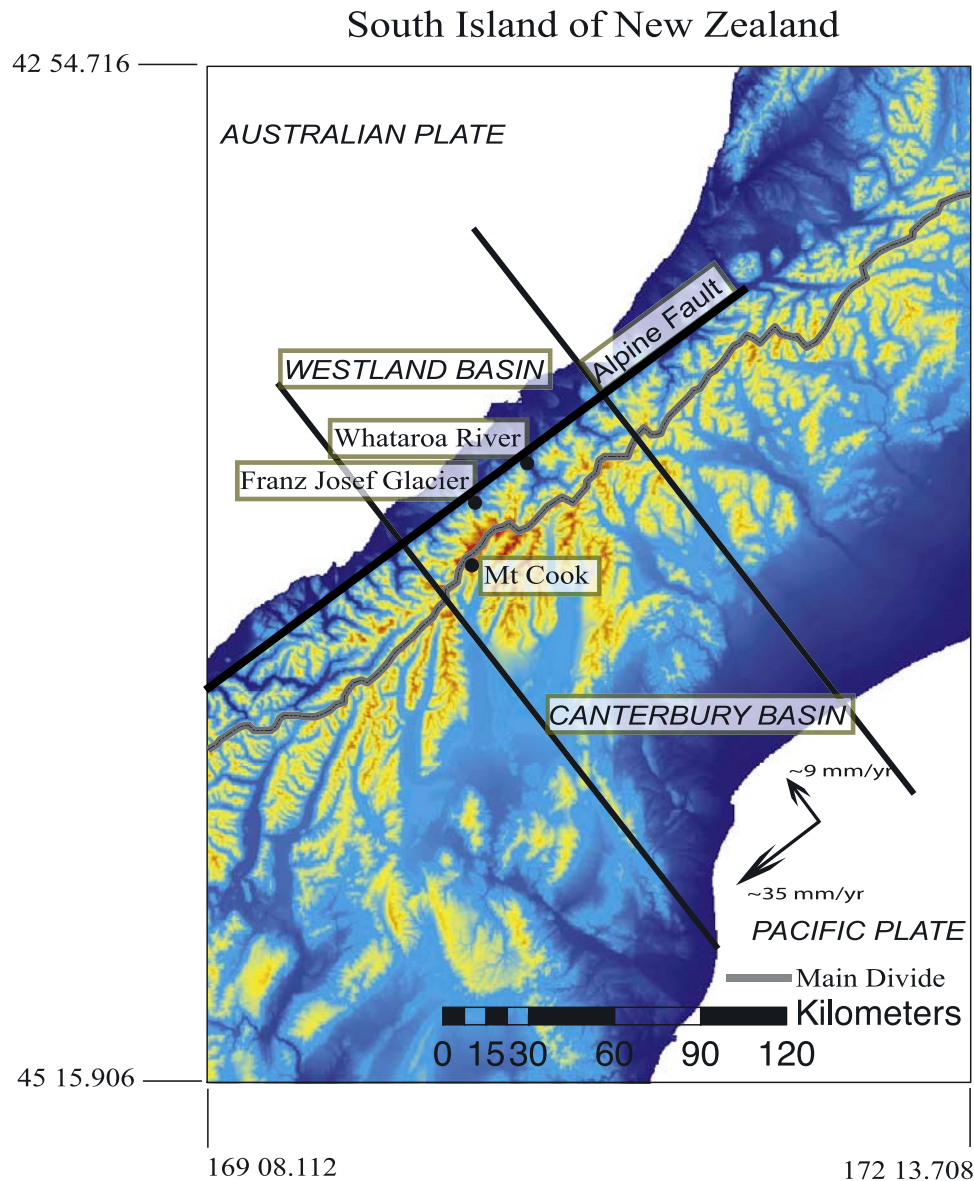 South Island of New Zealand
42 54.716
AUSTRALIAN PLATE
Alpine Fault
WESTLAND BASIN
Whataroa River
Franz Josef Glacier
Mt Cook
CANTERBURY BASIN
~9 mm/yr
~35 mm/yr
PACIFIC PLATE
Main Divide
Kilometers
0 15 30 60 90 120
45 15.906
169 08.112
172 13.708